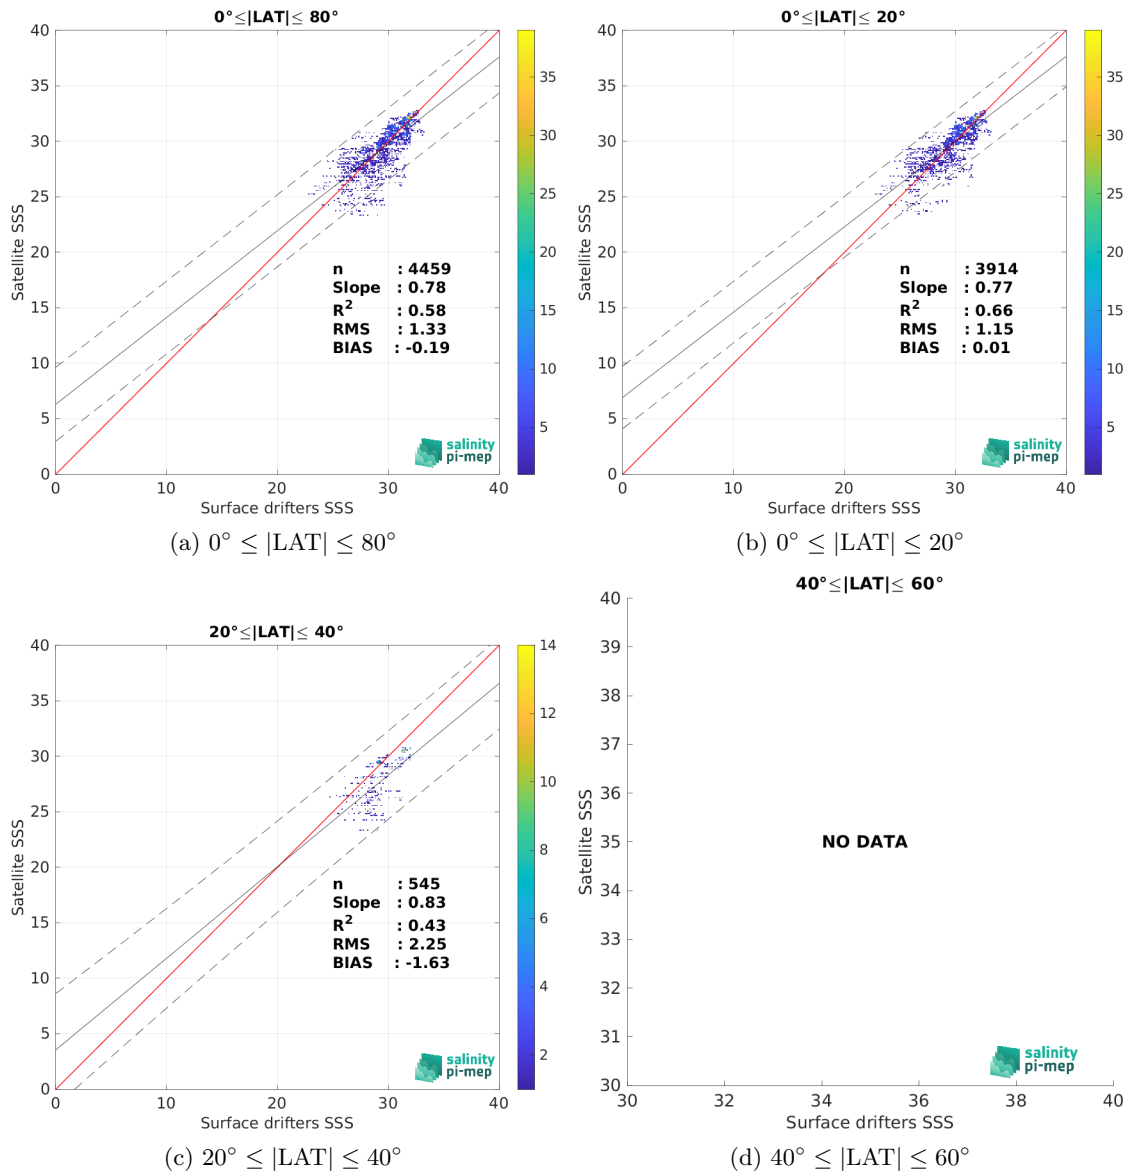 0°≤|LAT|≤ 80°
40
35
30
25
20
15
10
5
0
Satellite SSS
n : 4459
Slope : 0.78
R² : 0.58
RMS : 1.33
BIAS : -0.19
salinity
pi-mep
0 10 20 30 40
Surface drifters SSS
35
30
25
20
15
10
5
(a) 0° ≤ |LAT| ≤ 80°
0°≤|LAT|≤ 20°
40
35
30
25
20
15
10
5
0
Satellite SSS
n : 3914
Slope : 0.77
R² : 0.66
RMS : 1.15
BIAS : 0.01
salinity
pi-mep
0 10 20 30 40
Surface drifters SSS
35
30
25
20
15
10
5
(b) 0° ≤ |LAT| ≤ 20°
20°≤|LAT|≤ 40°
40
35
30
25
20
15
10
5
0
Satellite SSS
n : 545
Slope : 0.83
R² : 0.43
RMS : 2.25
BIAS : -1.63
salinity
pi-mep
0 10 20 30 40
Surface drifters SSS
14
12
10
8
6
4
2
(c) 20° ≤ |LAT| ≤ 40°
40°≤|LAT|≤ 60°
40
39
38
37
36
35
34
33
32
31
30
Satellite SSS
NO DATA
salinity
pi-mep
30 32 34 36 38 40
Surface drifters SSS
(d) 40° ≤ |LAT| ≤ 60°